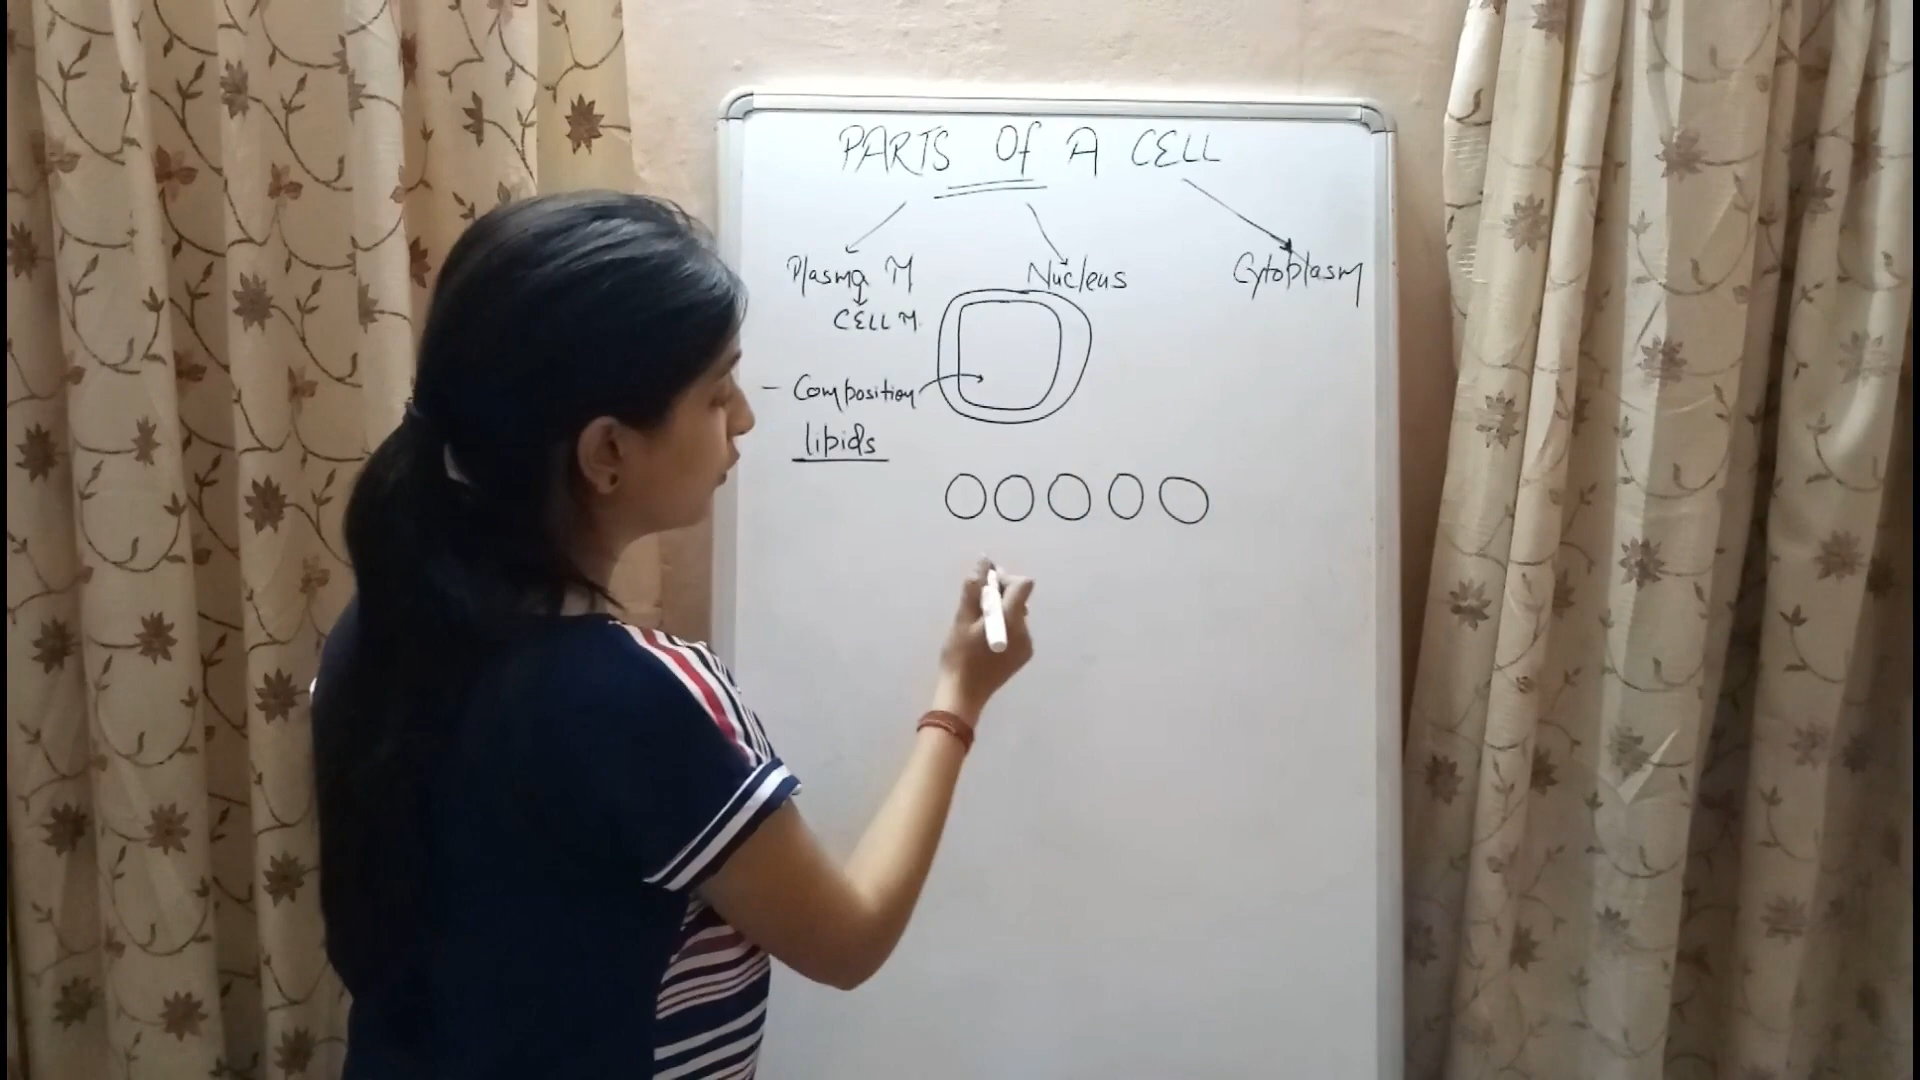 PARTS Of A CELL
Plasma M Nucleus Cytoplasm
CELL M.
- Composition
lipids